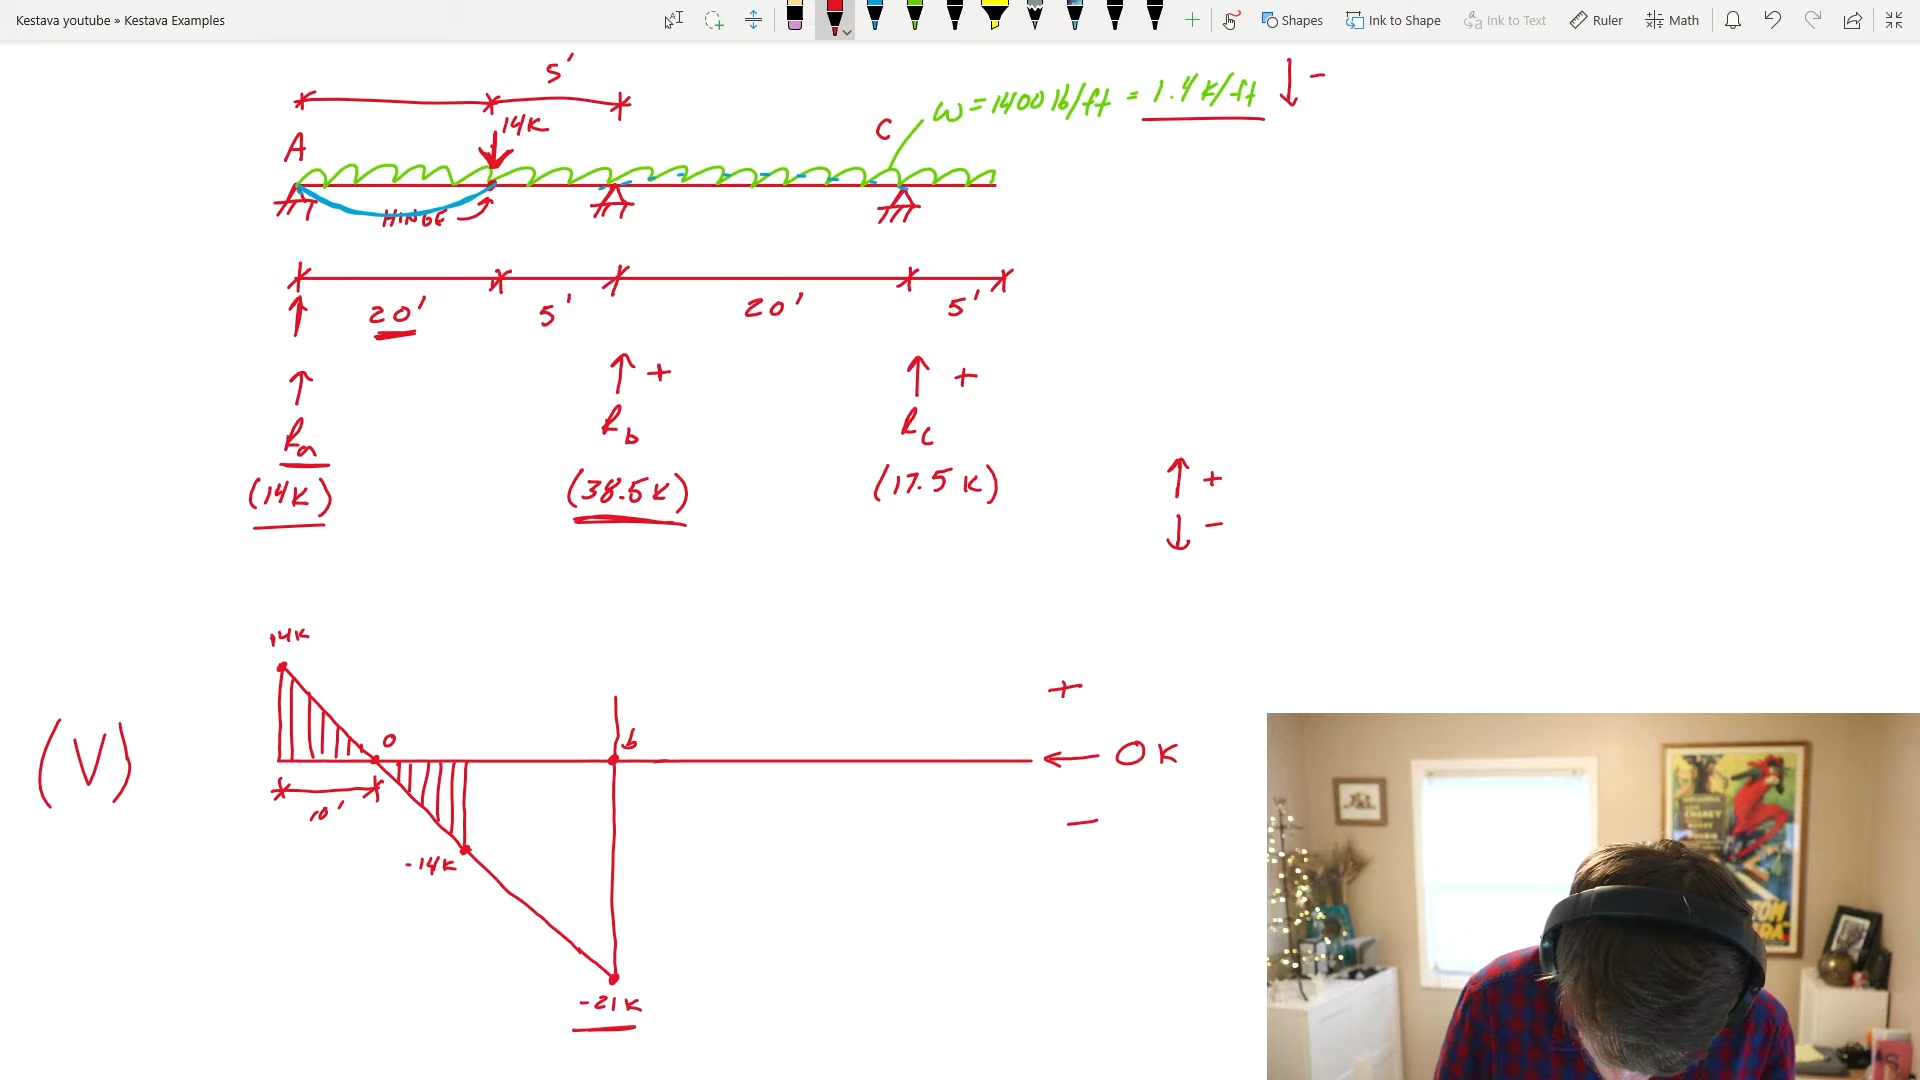 Kestava youtube » Kestava Examples
Shapes
Ink to Shape
Ink to Text
Ruler
Math
5'
w = 1400 lb/ft = 1.4 k/ft ↓ -
14K
A
C
HINGE
20' 5' 20' 5'
↑ ↑ + ↑ +
Ra Rb Rc
(14K) (38.5K) (17.5K)
↑ +
↓ -
14K
+
(V)
0
b
← 0 K
10'
-
-14K
-21K